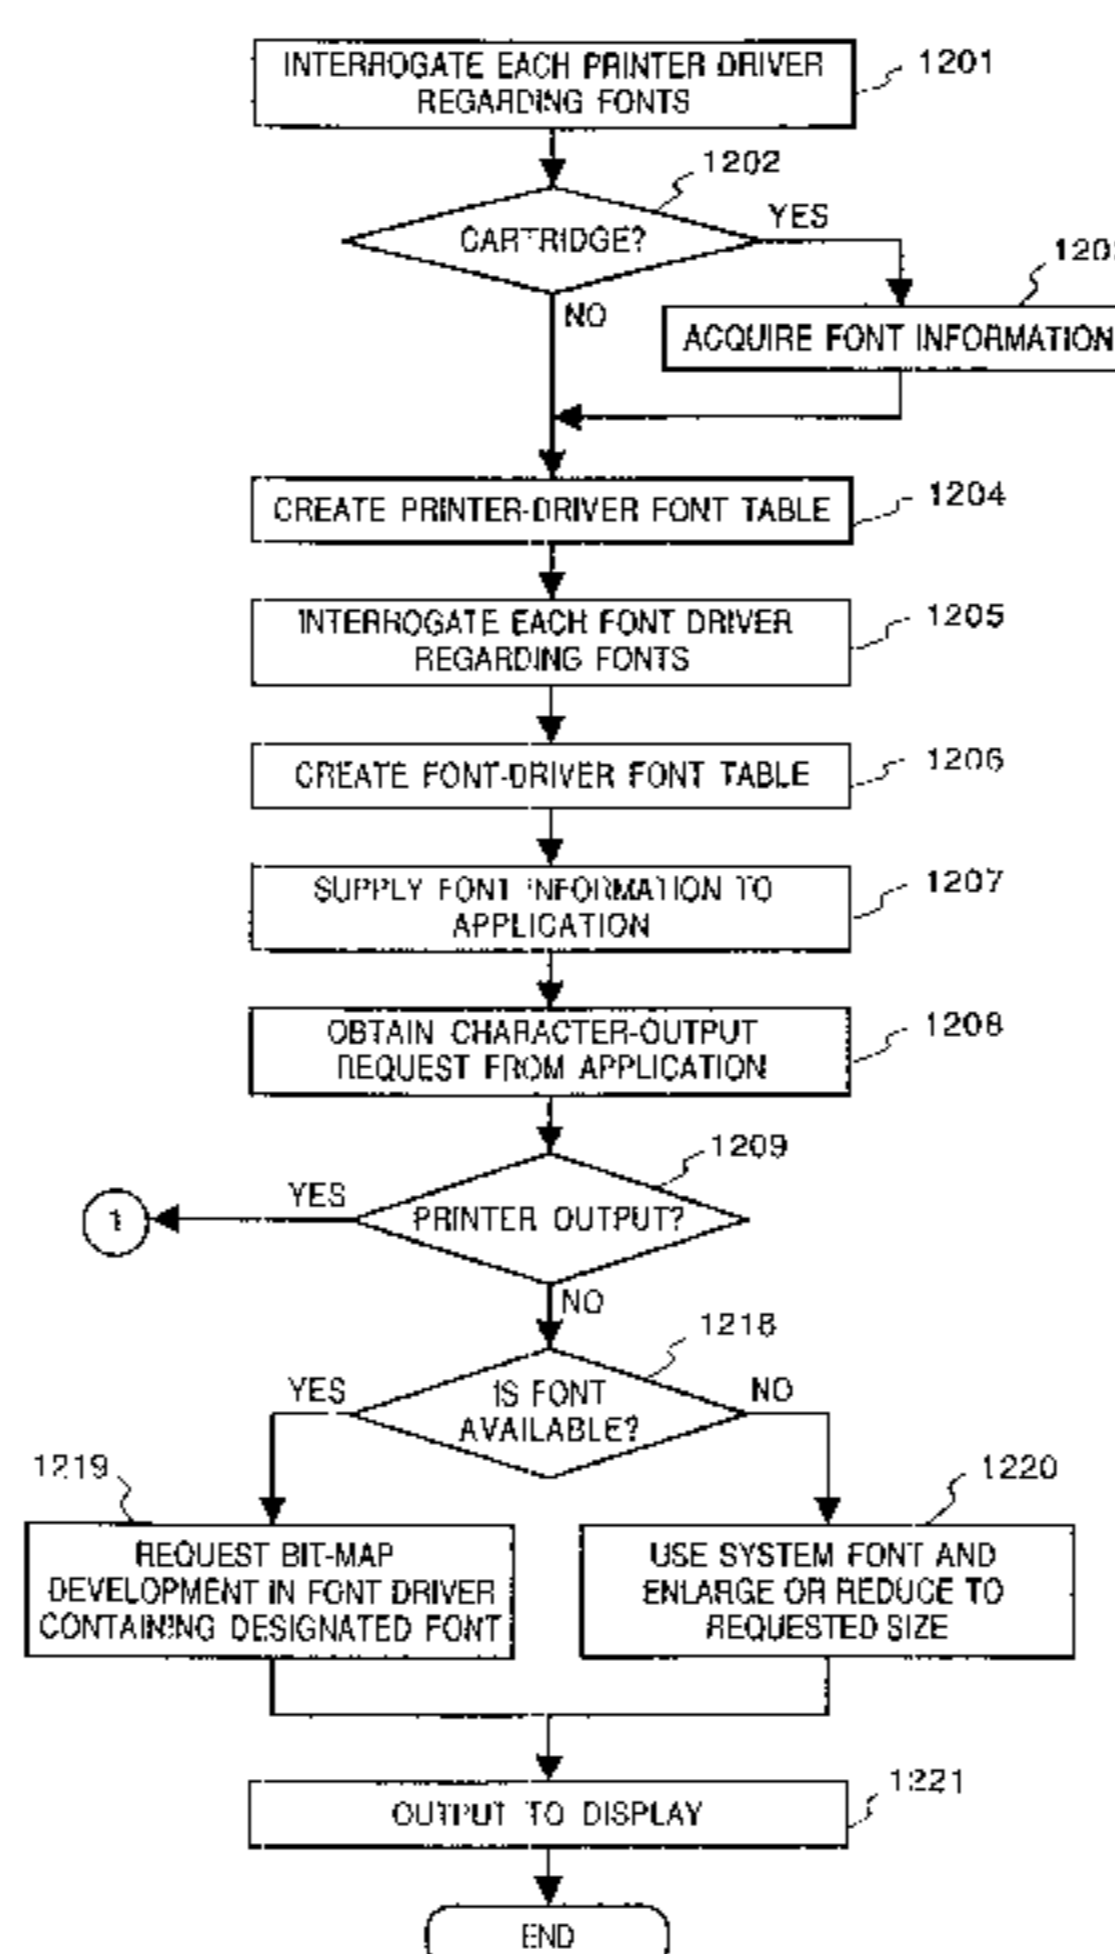 INTERROGATE EACH PRINTER DRIVER
REGARDING FONTS
1201
1202
CARTRIDGE?
YES
NO
ACQUIRE FONT INFORMATION
CREATE PRINTER-DRIVER FONT TABLE
1204
INTERROGATE EACH FONT DRIVER
REGARDING FONTS
1205
CREATE FONT-DRIVER FONT TABLE
1206
SUPPLY FONT INFORMATION TO
APPLICATION
1207
OBTAIN CHARACTER-OUTPUT
REQUEST FROM APPLICATION
1208
1209
PRINTER OUTPUT?
YES
1
NO
1218
IS FONT
AVAILABLE?
YES
NO
1219
REQUEST BIT-MAP
DEVELOPMENT IN FONT DRIVER
CONTAINING DESIGNATED FONT
1220
USE SYSTEM FONT AND
ENLARGE OR REDUCE TO
REQUESTED SIZE
OUTPUT TO DISPLAY
1221
END